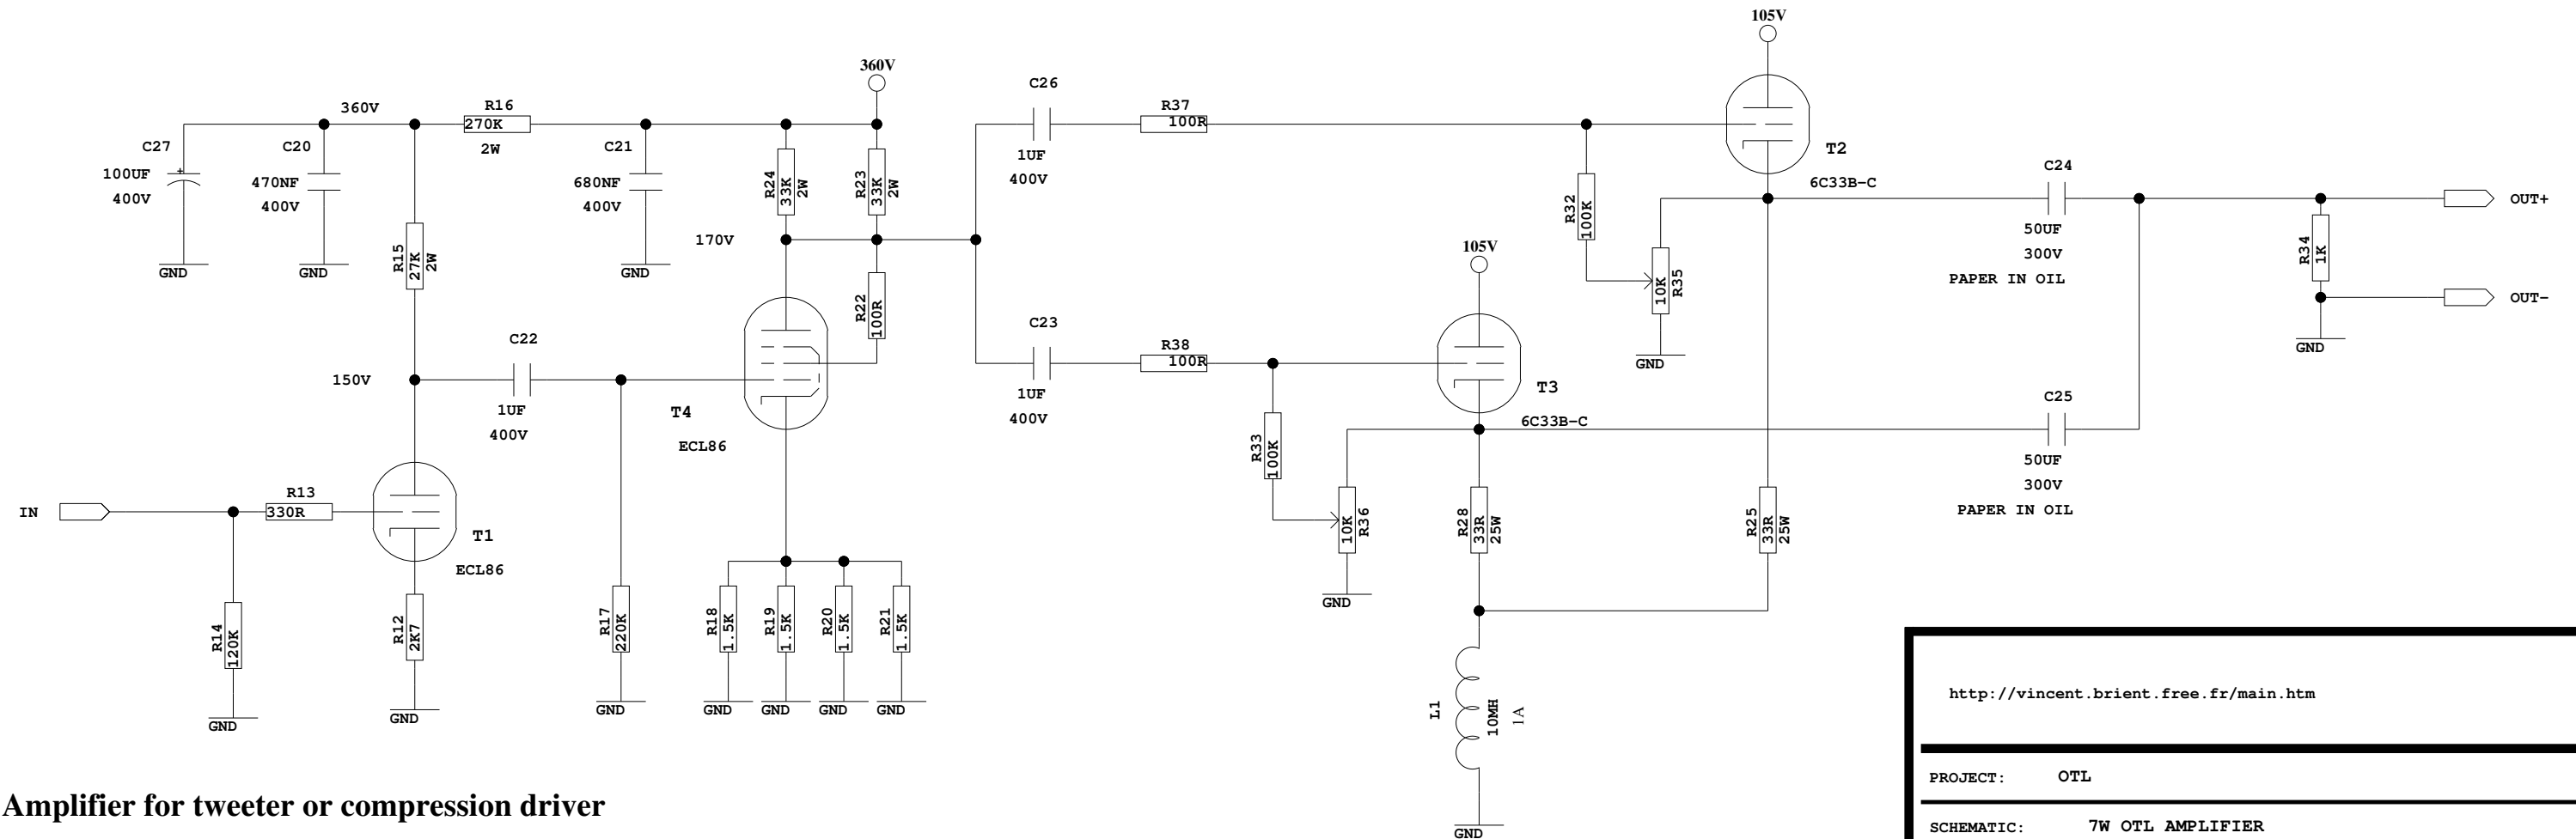 105V
360V
C26
360V
R16
270K
2W
R37
100R
C27
100UF
400V
C20
470NF
400V
C21
680NF
400V
R24
33K
2W
R23
33K
2W
1UF
400V
T2
6C33B-C
C24
50UF
300V
PAPER IN OIL
OUT+
R32
100K
R35
10K
R34
1K
OUT-
GND
GND
GND
GND
GND
R15
27K
2W
170V
105V
R22
100R
C23
1UF
400V
R38
100R
C22
1UF
400V
150V
T4
ECL86
T3
6C33B-C
C25
50UF
300V
PAPER IN OIL
R33
100K
R36
10K
R28
33R
25W
R25
33R
25W
IN
R13
330R
T1
ECL86
R14
120K
R12
2K7
R17
220K
R18
1.5K
R19
1.5K
R20
1.5K
R21
1.5K
GND
GND
GND
GND
GND
GND
GND
GND
GND
L1
10MH
1A
http://vincent.brient.free.fr/main.htm
PROJECT: OTL
SCHEMATIC: 7W OTL AMPLIFIER
Amplifier for tweeter or compression driver